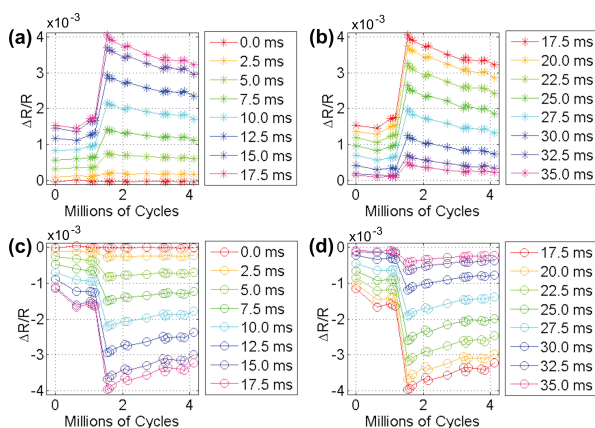 x10^-3
(a)
4
3
2
1
0
ΔR/R
0 2 4
Millions of Cycles
0.0 ms
2.5 ms
5.0 ms
7.5 ms
10.0 ms
12.5 ms
15.0 ms
17.5 ms
x10^-3
(b)
4
3
2
1
0
ΔR/R
0 2 4
Millions of Cycles
17.5 ms
20.0 ms
22.5 ms
25.0 ms
27.5 ms
30.0 ms
32.5 ms
35.0 ms
x10^-3
(c)
0
-1
-2
-3
-4
ΔR/R
0 2 4
Millions of Cycles
0.0 ms
2.5 ms
5.0 ms
7.5 ms
10.0 ms
12.5 ms
15.0 ms
17.5 ms
x10^-3
(d)
0
-1
-2
-3
-4
ΔR/R
0 2 4
Millions of Cycles
17.5 ms
20.0 ms
22.5 ms
25.0 ms
27.5 ms
30.0 ms
32.5 ms
35.0 ms